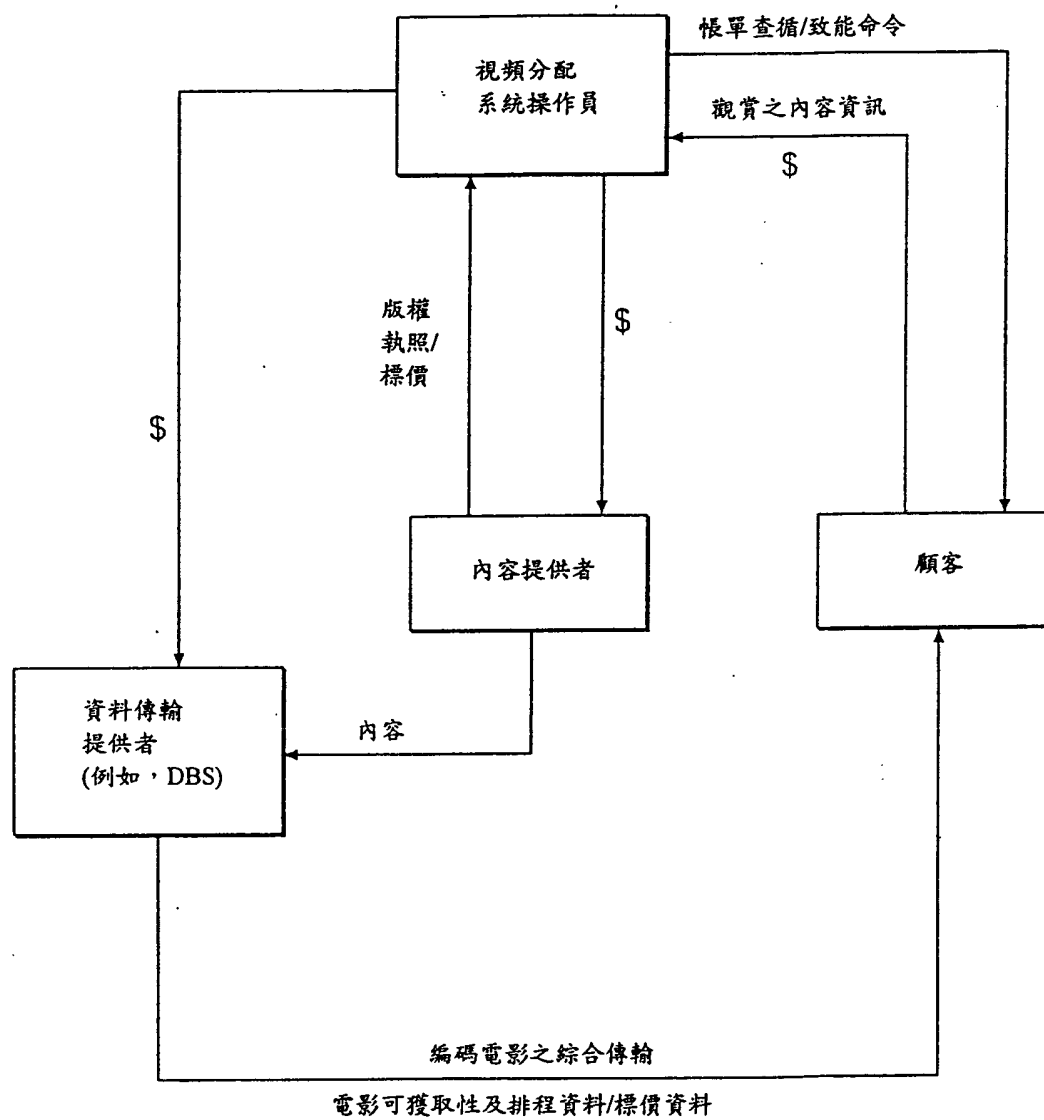 帳單查循/致能命令
視頻分配
系統操作員
觀賞之內容資訊
$
版權
執照/
標價
$
$
內容提供者
顧客
資料傳輸
提供者
(例如，DBS)
內容
編碼電影之綜合傳輸
電影可獲取性及排程資料/標價資料